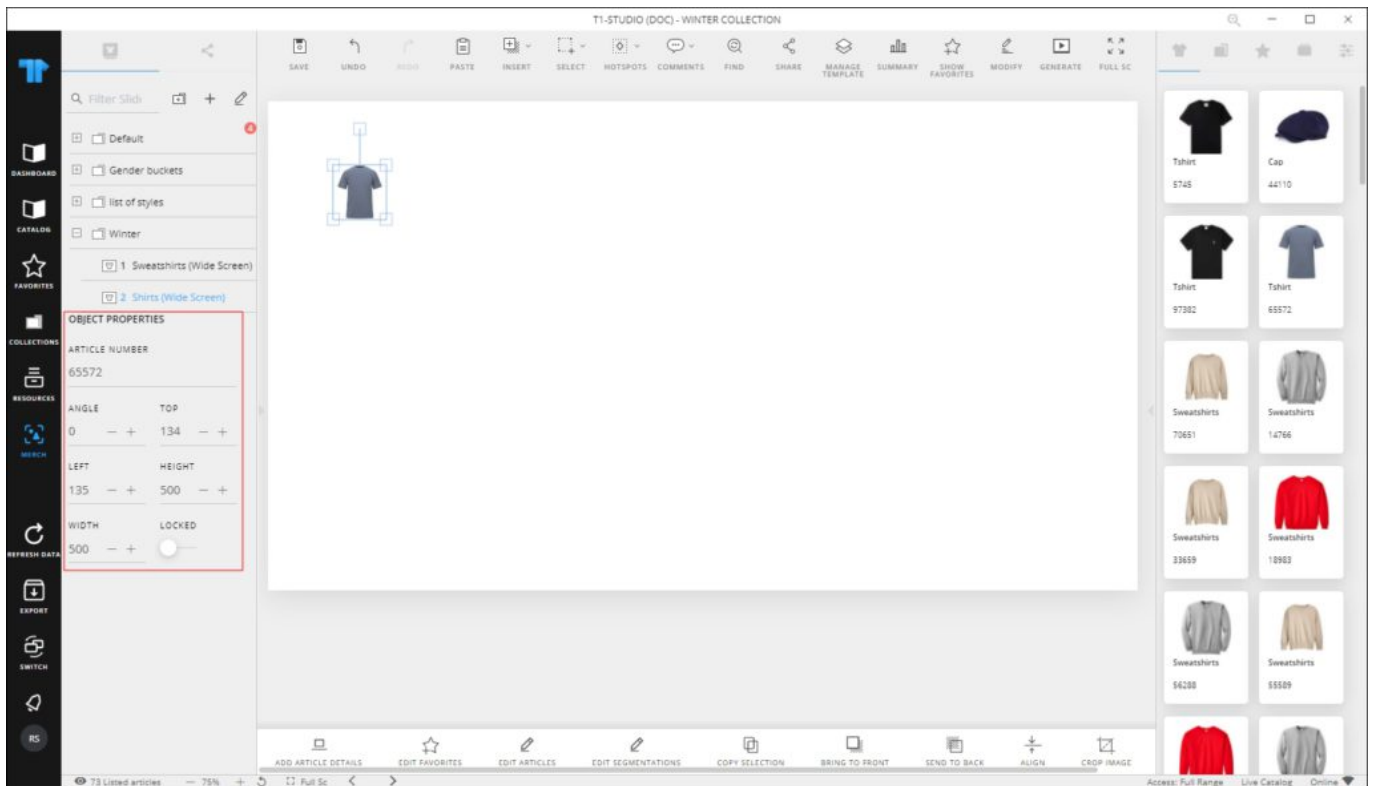 T1-STUDIO (DOC) - WINTER COLLECTION
SAVE
UNDO
REDO
PASTE
INSERT
SELECT
HOTSPOTS
COMMENTS
FIND
SHARE
MANAGE
TEMPLATE
SUMMARY
SHOW
FAVORITES
MODIFY
GENERATE
FULL SC
DASHBOARD
CATALOG
FAVORITES
COLLECTIONS
RESOURCES
MERCH
REFRESH DATA
EXPORT
SWITCH
RS
Filter Slid
4
Default
Gender buckets
list of styles
Winter
1 Sweatshirts (Wide Screen)
2 Shirts (Wide Screen)
OBJECT PROPERTIES
ARTICLE NUMBER
65572
ANGLE TOP
0 — + 134 — +
LEFT HEIGHT
135 — + 500 — +
WIDTH LOCKED
500 — +
Tshirt
5745
Cap
44110
Tshirt
97382
Tshirt
65572
Sweatshirts
70651
Sweatshirts
14766
Sweatshirts
33659
Sweatshirts
18983
Sweatshirts
56288
Sweatshirts
55589
ADD ARTICLE DETAILS
EDIT FAVORITES
EDIT ARTICLES
EDIT SEGMENTATIONS
COPY SELECTION
BRING TO FRONT
SEND TO BACK
ALIGN
CROP IMAGE
73 Listed articles — 75% + Full Sc
Access: Full Range Live Catalog Online